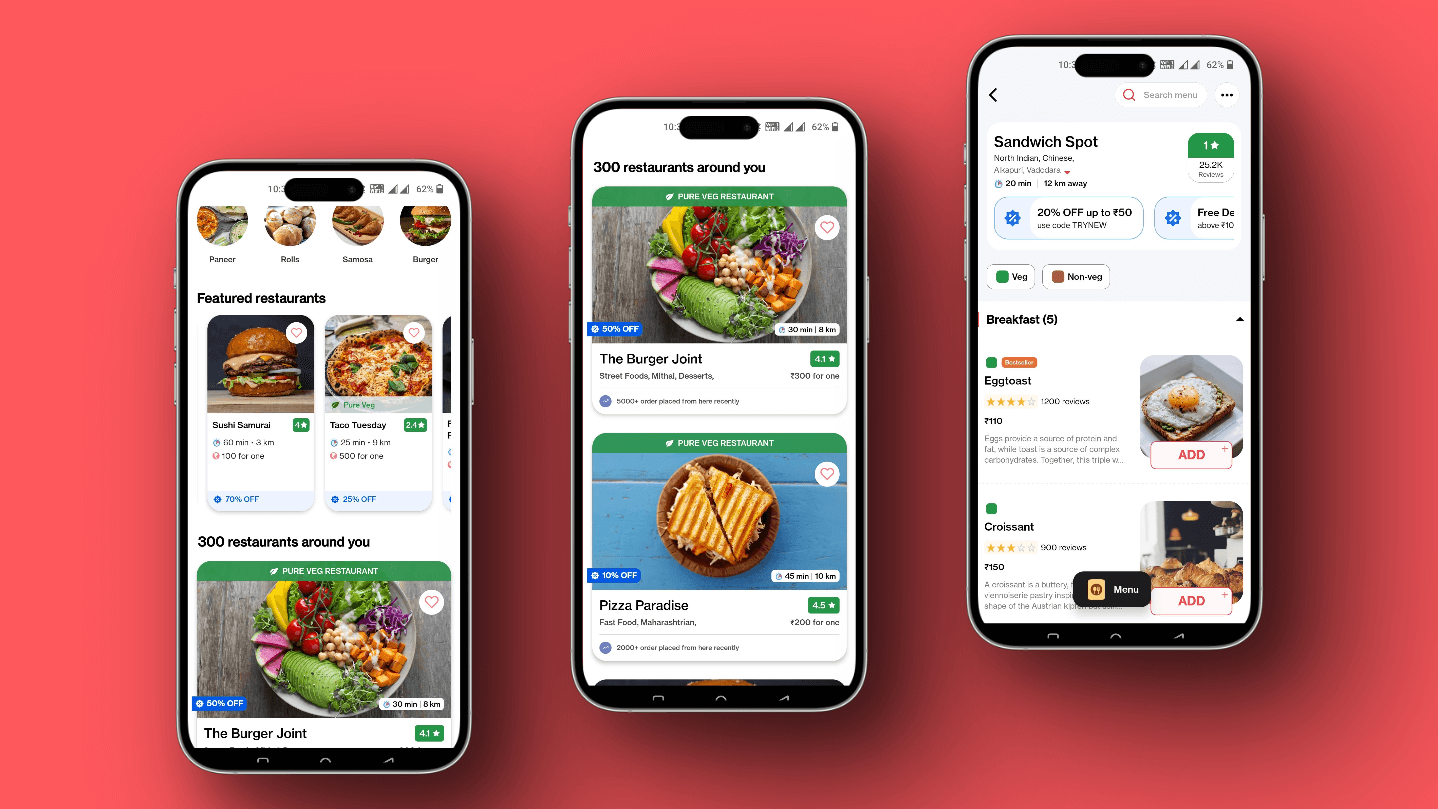 10:3
62%
Paneer
Rolls
Samosa
Burger
Featured restaurants
Pure Veg
Sushi Samurai
4★
60 min • 3 km
100 for one
70% OFF
Taco Tuesday
2.4★
25 min • 9 km
500 for one
25% OFF
300 restaurants around you
PURE VEG RESTAURANT
50% OFF
30 min | 8 km
The Burger Joint
4.1 ★
10:3
62%
300 restaurants around you
PURE VEG RESTAURANT
50% OFF
30 min | 8 km
The Burger Joint
4.1 ★
Street Foods, Mithai, Desserts,
₹300 for one
5000+ order placed from here recently
PURE VEG RESTAURANT
10% OFF
45 min | 10 km
Pizza Paradise
4.5 ★
Fast Food, Maharashtrian,
₹200 for one
2000+ order placed from here recently
10:3
62%
Search menu
Sandwich Spot
1 ★
North Indian, Chinese,
25.2K
Alkapuri, Vadodara
Reviews
20 min | 12 km away
20% OFF up to ₹50
use code TRYNEW
Free De
above ₹10
Veg
Non-veg
Breakfast (5)
Bestseller
Eggtoast
1200 reviews
₹110
Eggs provide a source of protein and
fat, while toast is a source of complex
carbohydrates. Together, this triple w...
ADD
+
Croissant
900 reviews
₹150
A croissant is a buttery,
viennoiserie pastry inspi
shape of the Austrian
ADD
+
Menu